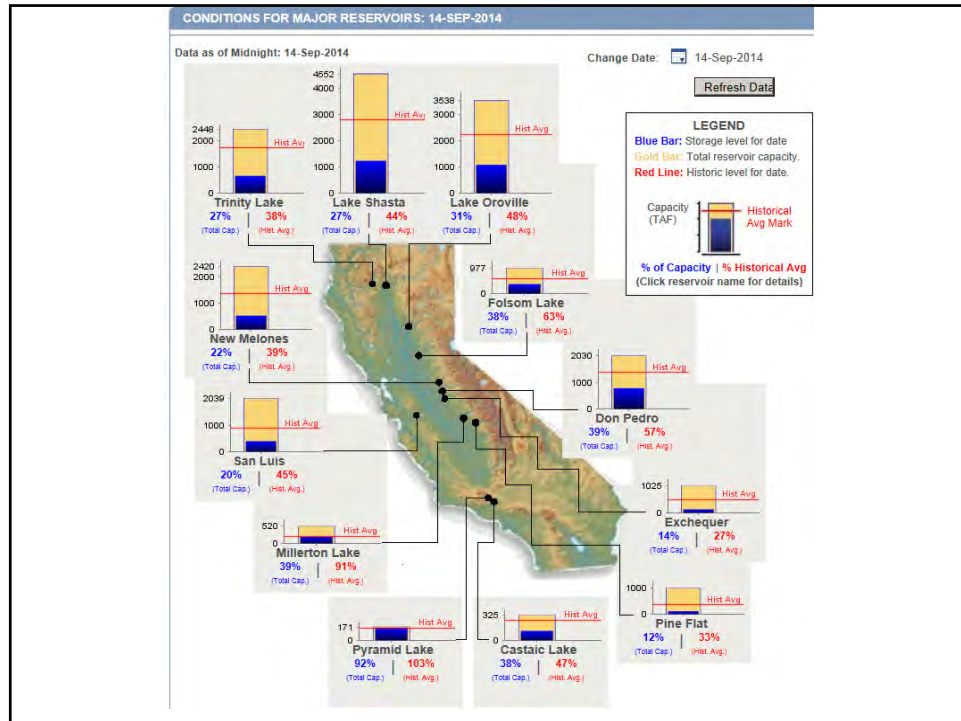 CONDITIONS FOR MAJOR RESERVOIRS: 14-SEP-2014
Data as of Midnight: 14-Sep-2014
Change Date: 14-Sep-2014
Refresh Data
LEGEND
Blue Bar: Storage level for date
Gold Bar: Total reservoir capacity.
Red Line: Historic level for date.
Capacity
(TAF)
Historical
Avg Mark
% of Capacity | % Historical Avg
(Click reservoir name for details)
2448
2000
1000
0
Hist Avg
Trinity Lake
27% | 38%
(Total Cap.) (Hist. Avg.)
4552
4000
3000
2000
1000
0
Hist Avg
Lake Shasta
27% | 44%
(Total Cap.) (Hist. Avg.)
3538
3000
2000
1000
0
Hist Avg
Lake Oroville
31% | 48%
(Total Cap.) (Hist. Avg.)
977
0
Hist Avg
Folsom Lake
38% | 63%
(Total Cap.) (Hist. Avg.)
2420
2000
1000
0
Hist Avg
New Melones
22% | 39%
(Total Cap.) (Hist. Avg.)
2030
1000
0
Hist Avg
Don Pedro
39% | 57%
(Total Cap.) (Hist. Avg.)
2039
1000
0
Hist Avg
San Luis
20% | 45%
(Total Cap.) (Hist. Avg.)
1025
0
Hist Avg
Exchequer
14% | 27%
(Total Cap.) (Hist. Avg.)
520
0
Hist Avg
Millerton Lake
39% | 91%
(Total Cap.) (Hist. Avg.)
1000
0
Hist Avg
Pine Flat
12% | 33%
(Total Cap.) (Hist. Avg.)
171
0
Hist Avg
Pyramid Lake
92% | 103%
(Total Cap.) (Hist. Avg.)
325
0
Hist Avg
Castaic Lake
38% | 47%
(Total Cap.) (Hist. Avg.)